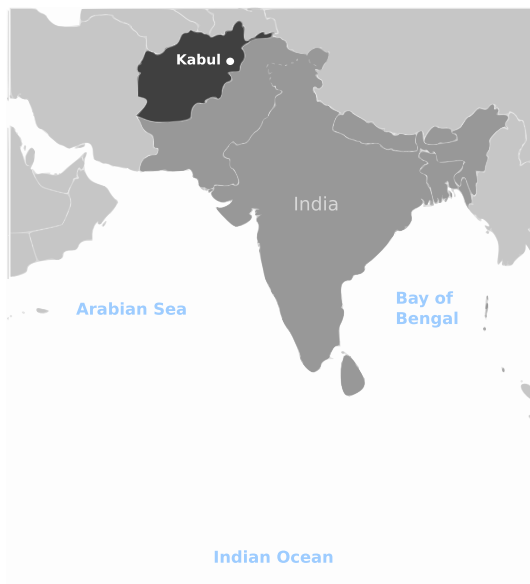 Kabul
India
Bay of
Bengal
Arabian Sea
Indian Ocean